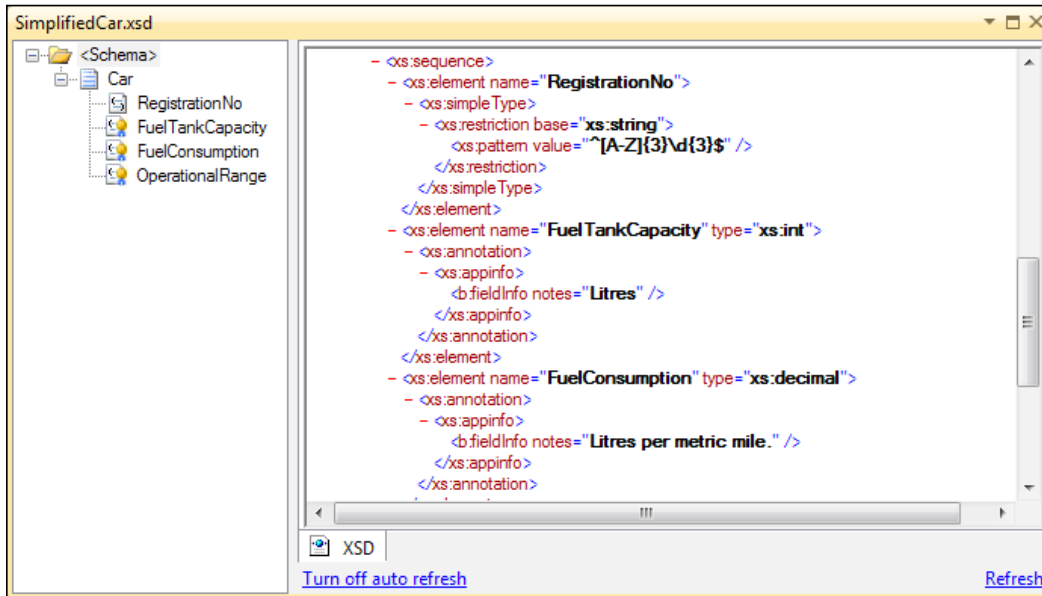 SimplifiedCar.xsd
<Schema>
Car
RegistrationNo
FuelTankCapacity
FuelConsumption
OperationalRange
- <xs:sequence>
- <xs:element name="RegistrationNo">
- <xs:simpleType>
- <xs:restriction base="xs:string">
<xs:pattern value="^[A-Z]{3}\d{3}$" />
</xs:restriction>
</xs:simpleType>
</xs:element>
- <xs:element name="FuelTankCapacity" type="xs:int">
- <xs:annotation>
- <xs:appinfo>
<b:fieldInfo notes="Litres" />
</xs:appinfo>
</xs:annotation>
</xs:element>
- <xs:element name="FuelConsumption" type="xs:decimal">
- <xs:annotation>
- <xs:appinfo>
<b:fieldInfo notes="Litres per metric mile." />
</xs:appinfo>
</xs:annotation>
XSD
Turn off auto refresh
Refresh